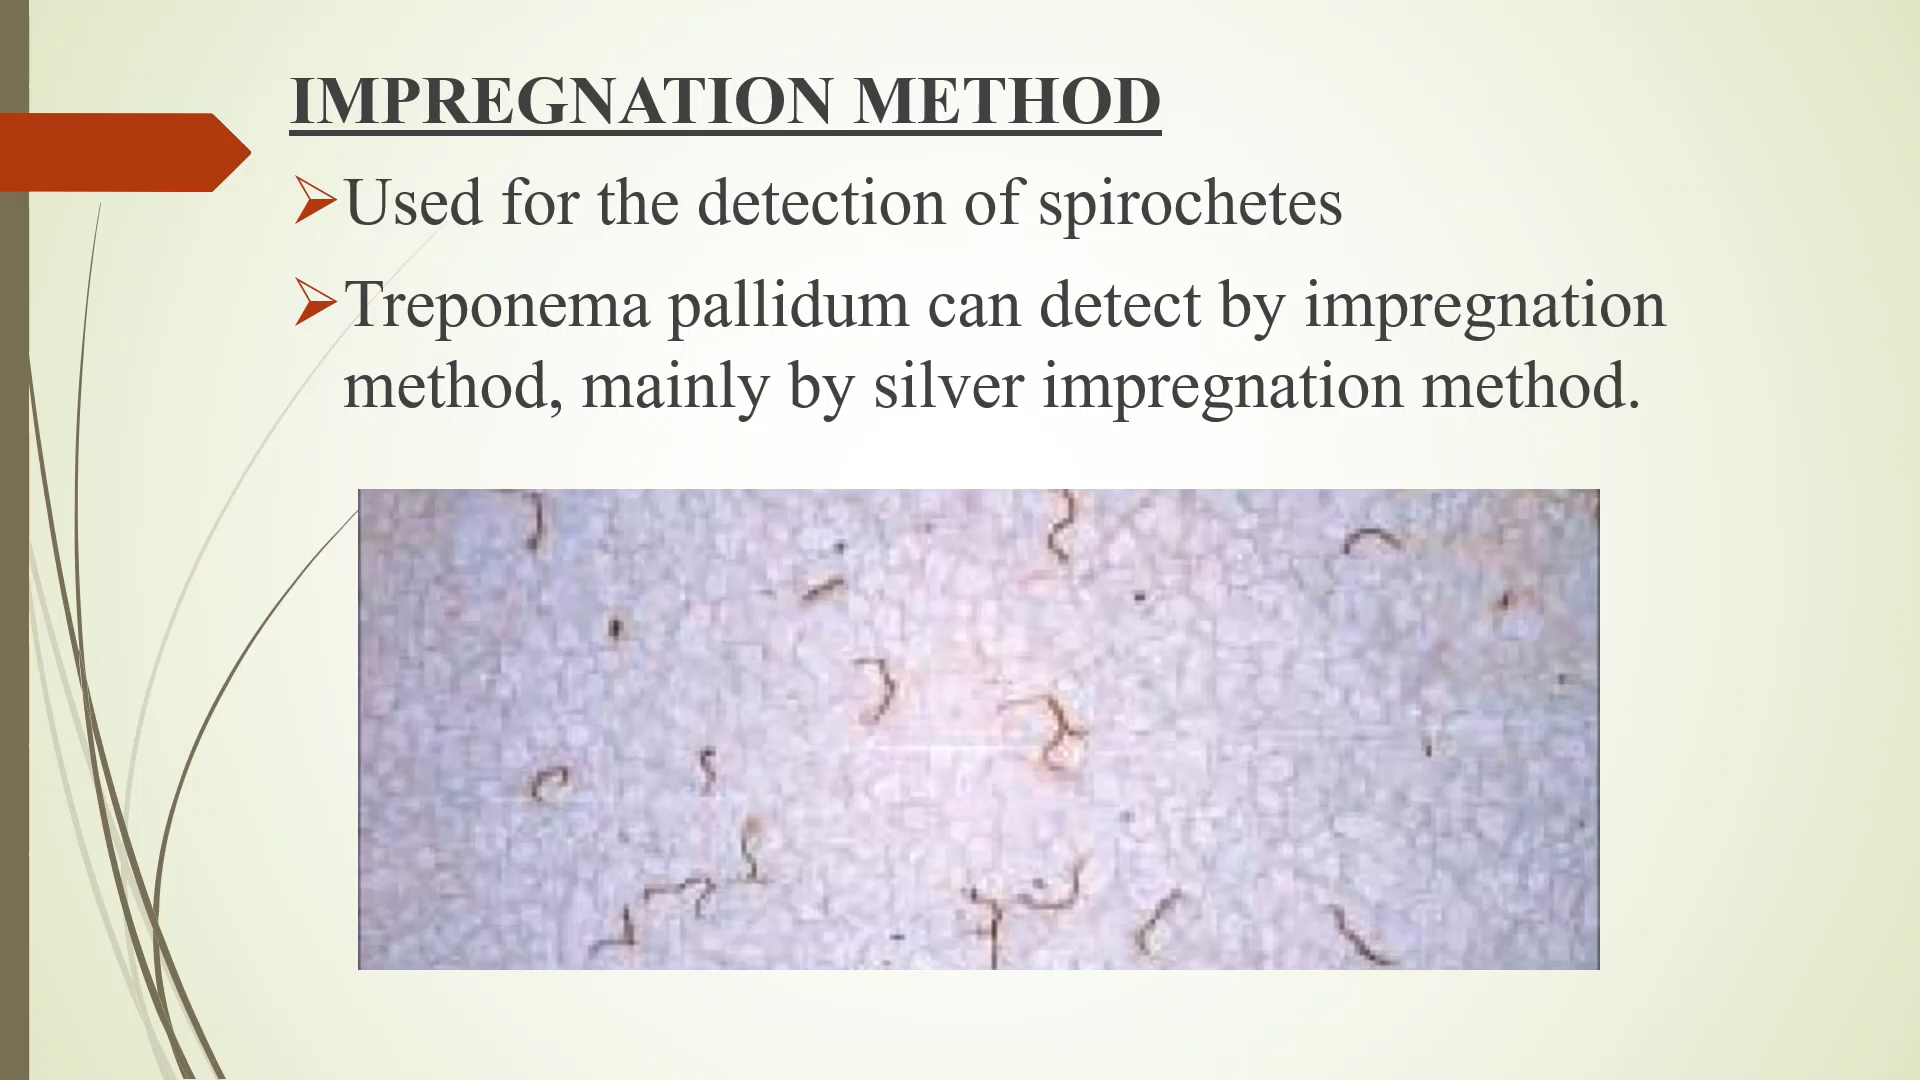 IMPREGNATION METHOD
Used for the detection of spirochetes
Treponema pallidum can detect by impregnation
method, mainly by silver impregnation method.